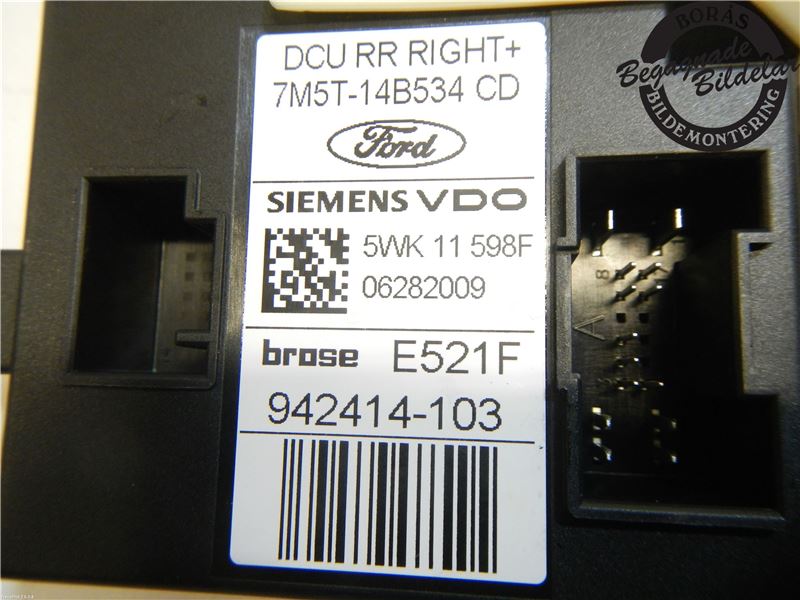 DCU RR RIGHT+
7M5T-14B534 CD
Ford
SIEMENS VDO
5WK 11 598F
06282009
brose E521F
942414-103
BORÅS
Begagnade
Bildelar
BILDEMONTERING
8
A